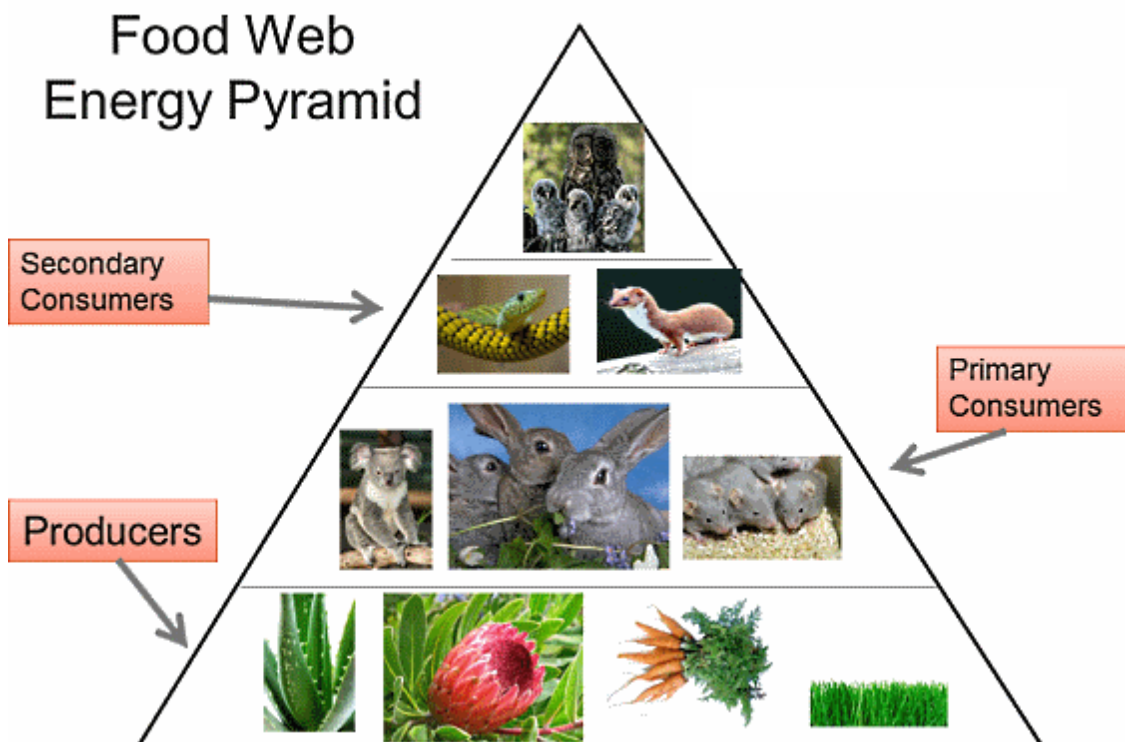 Food Web
Energy Pyramid
Secondary
Consumers
Primary
Consumers
Producers